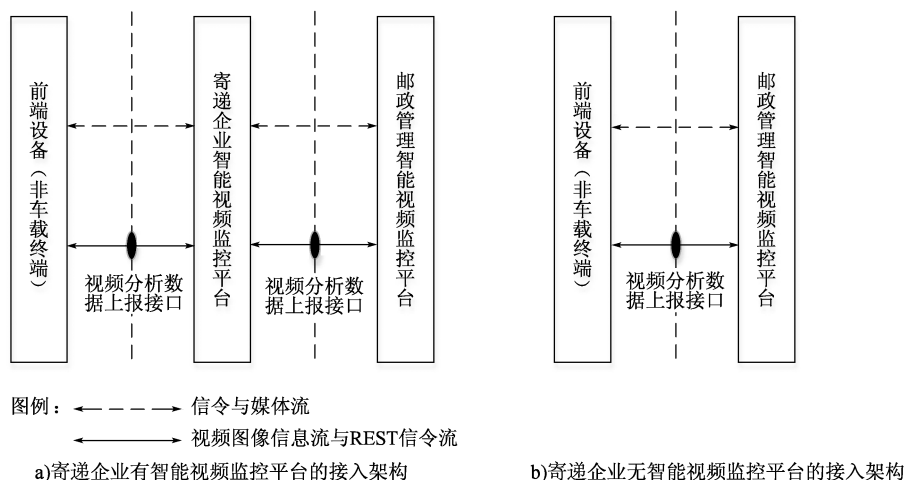 前端设备（非车载终端）
寄递企业智能视频监控平台
邮政管理智能视频监控平台
视频分析数
据上报接口
视频分析数
据上报接口
前端设备（非车载终端）
邮政管理智能视频监控平台
视频分析数
据上报接口
图例：
信令与媒体流
视频图像信息流与REST信令流
a)寄递企业有智能视频监控平台的接入架构
b)寄递企业无智能视频监控平台的接入架构